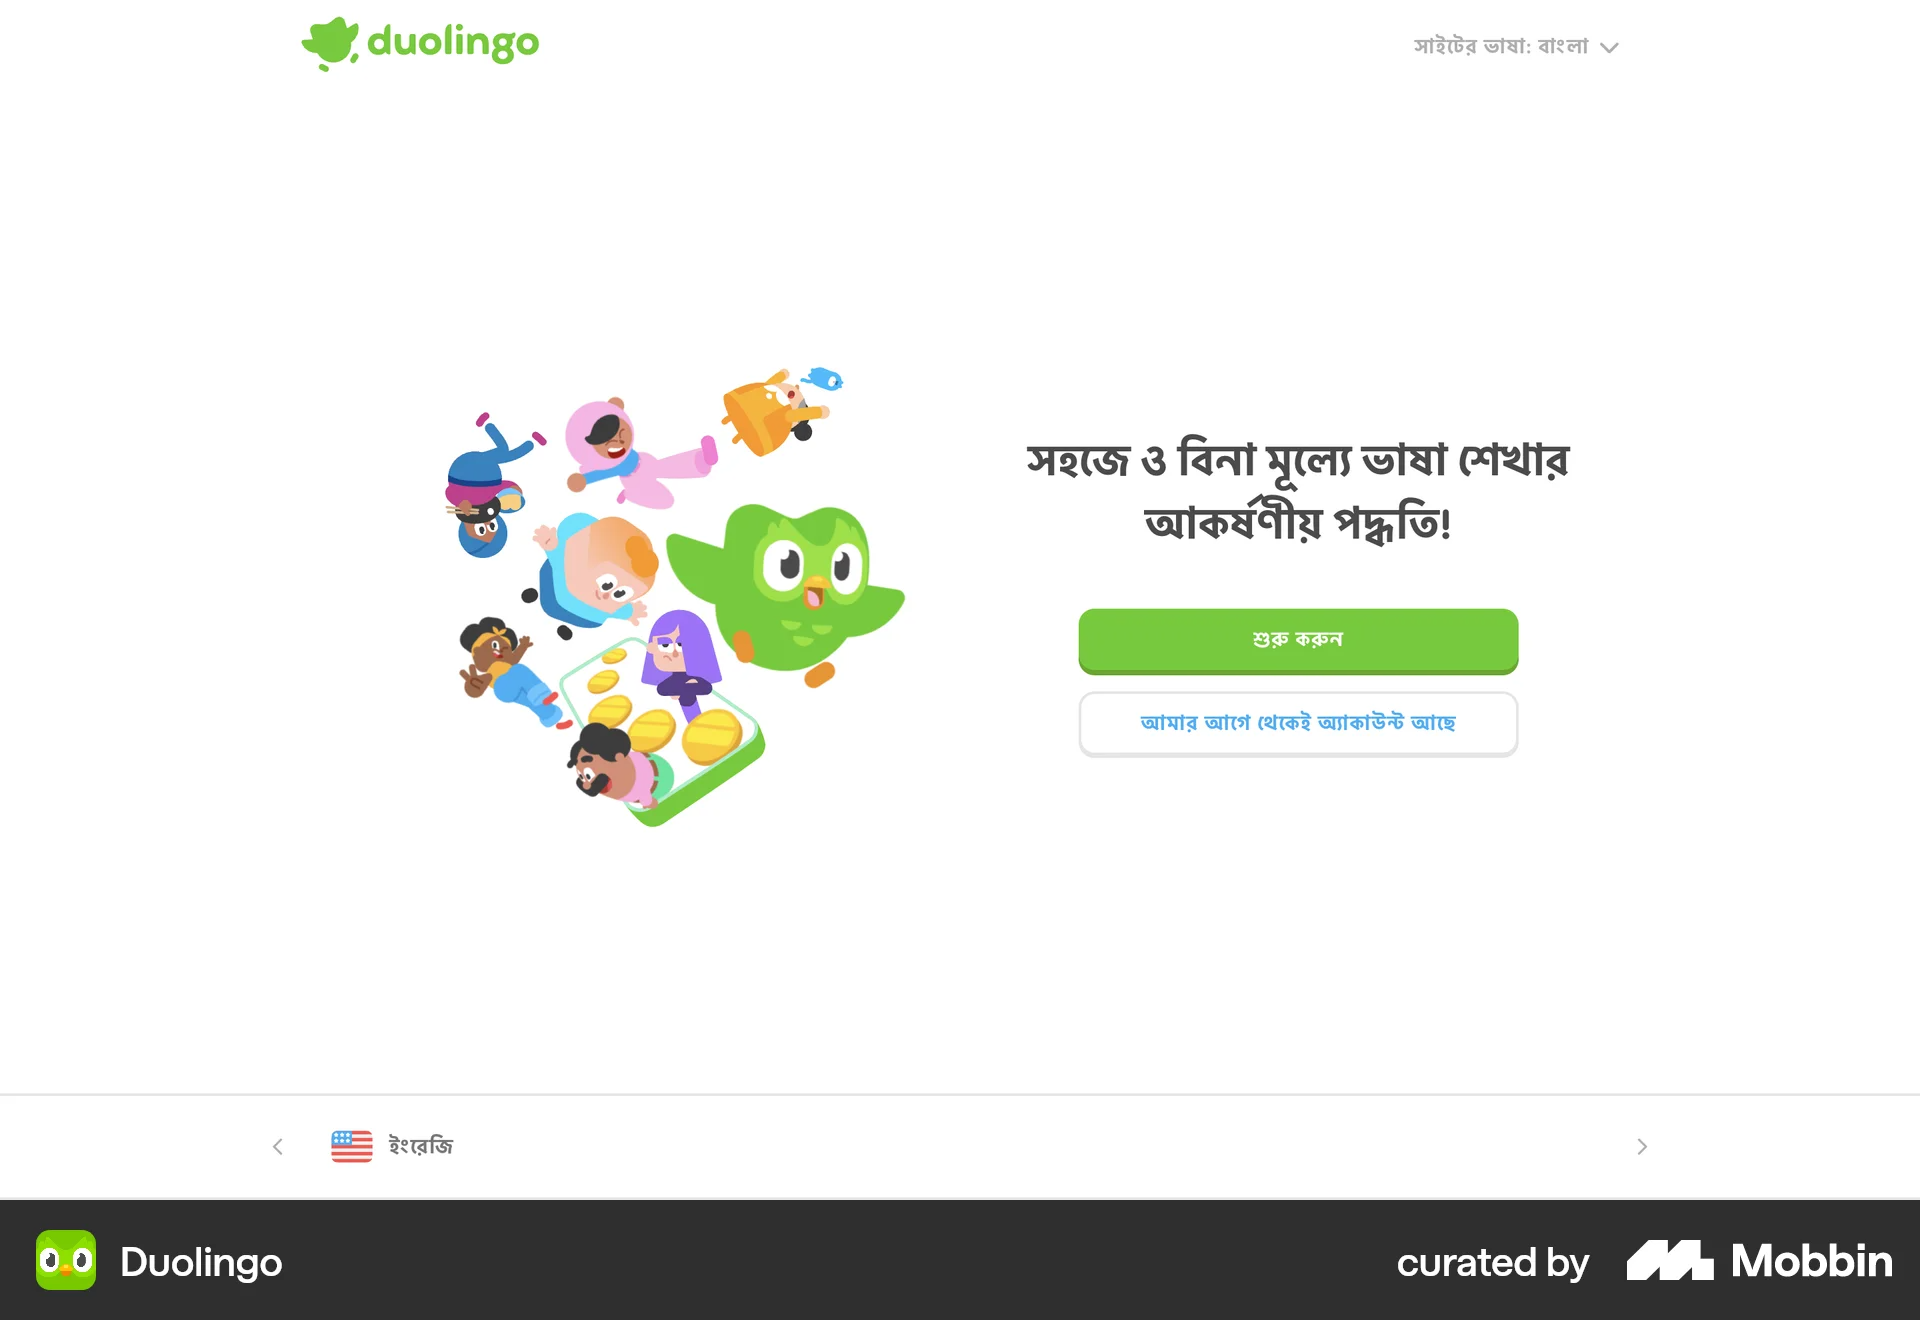 duolingo
সাইটের ভাষা: বাংলা
সহজে ও বিনা মূল্যে ভাষা শেখার
আকর্ষণীয় পদ্ধতি!
শুরু করুন
আমার আগে থেকেই অ্যাকাউন্ট আছে
ইংরেজি
Duolingo
curated by Mobbin